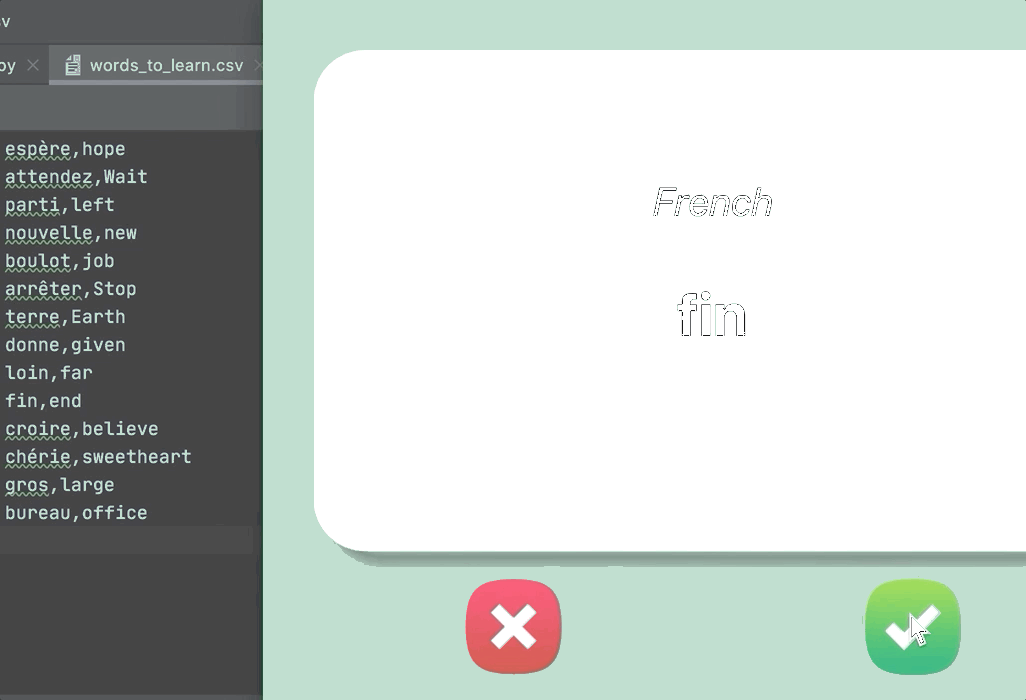 v
py
words_to_learn.csv
espère,hope
attendez,Wait
parti,left
nouvelle,new
boulot,job
arrêter,Stop
terre,Earth
donne,given
loin,far
fin,end
croire,believe
chérie,sweetheart
gros,large
bureau,office
French
fin